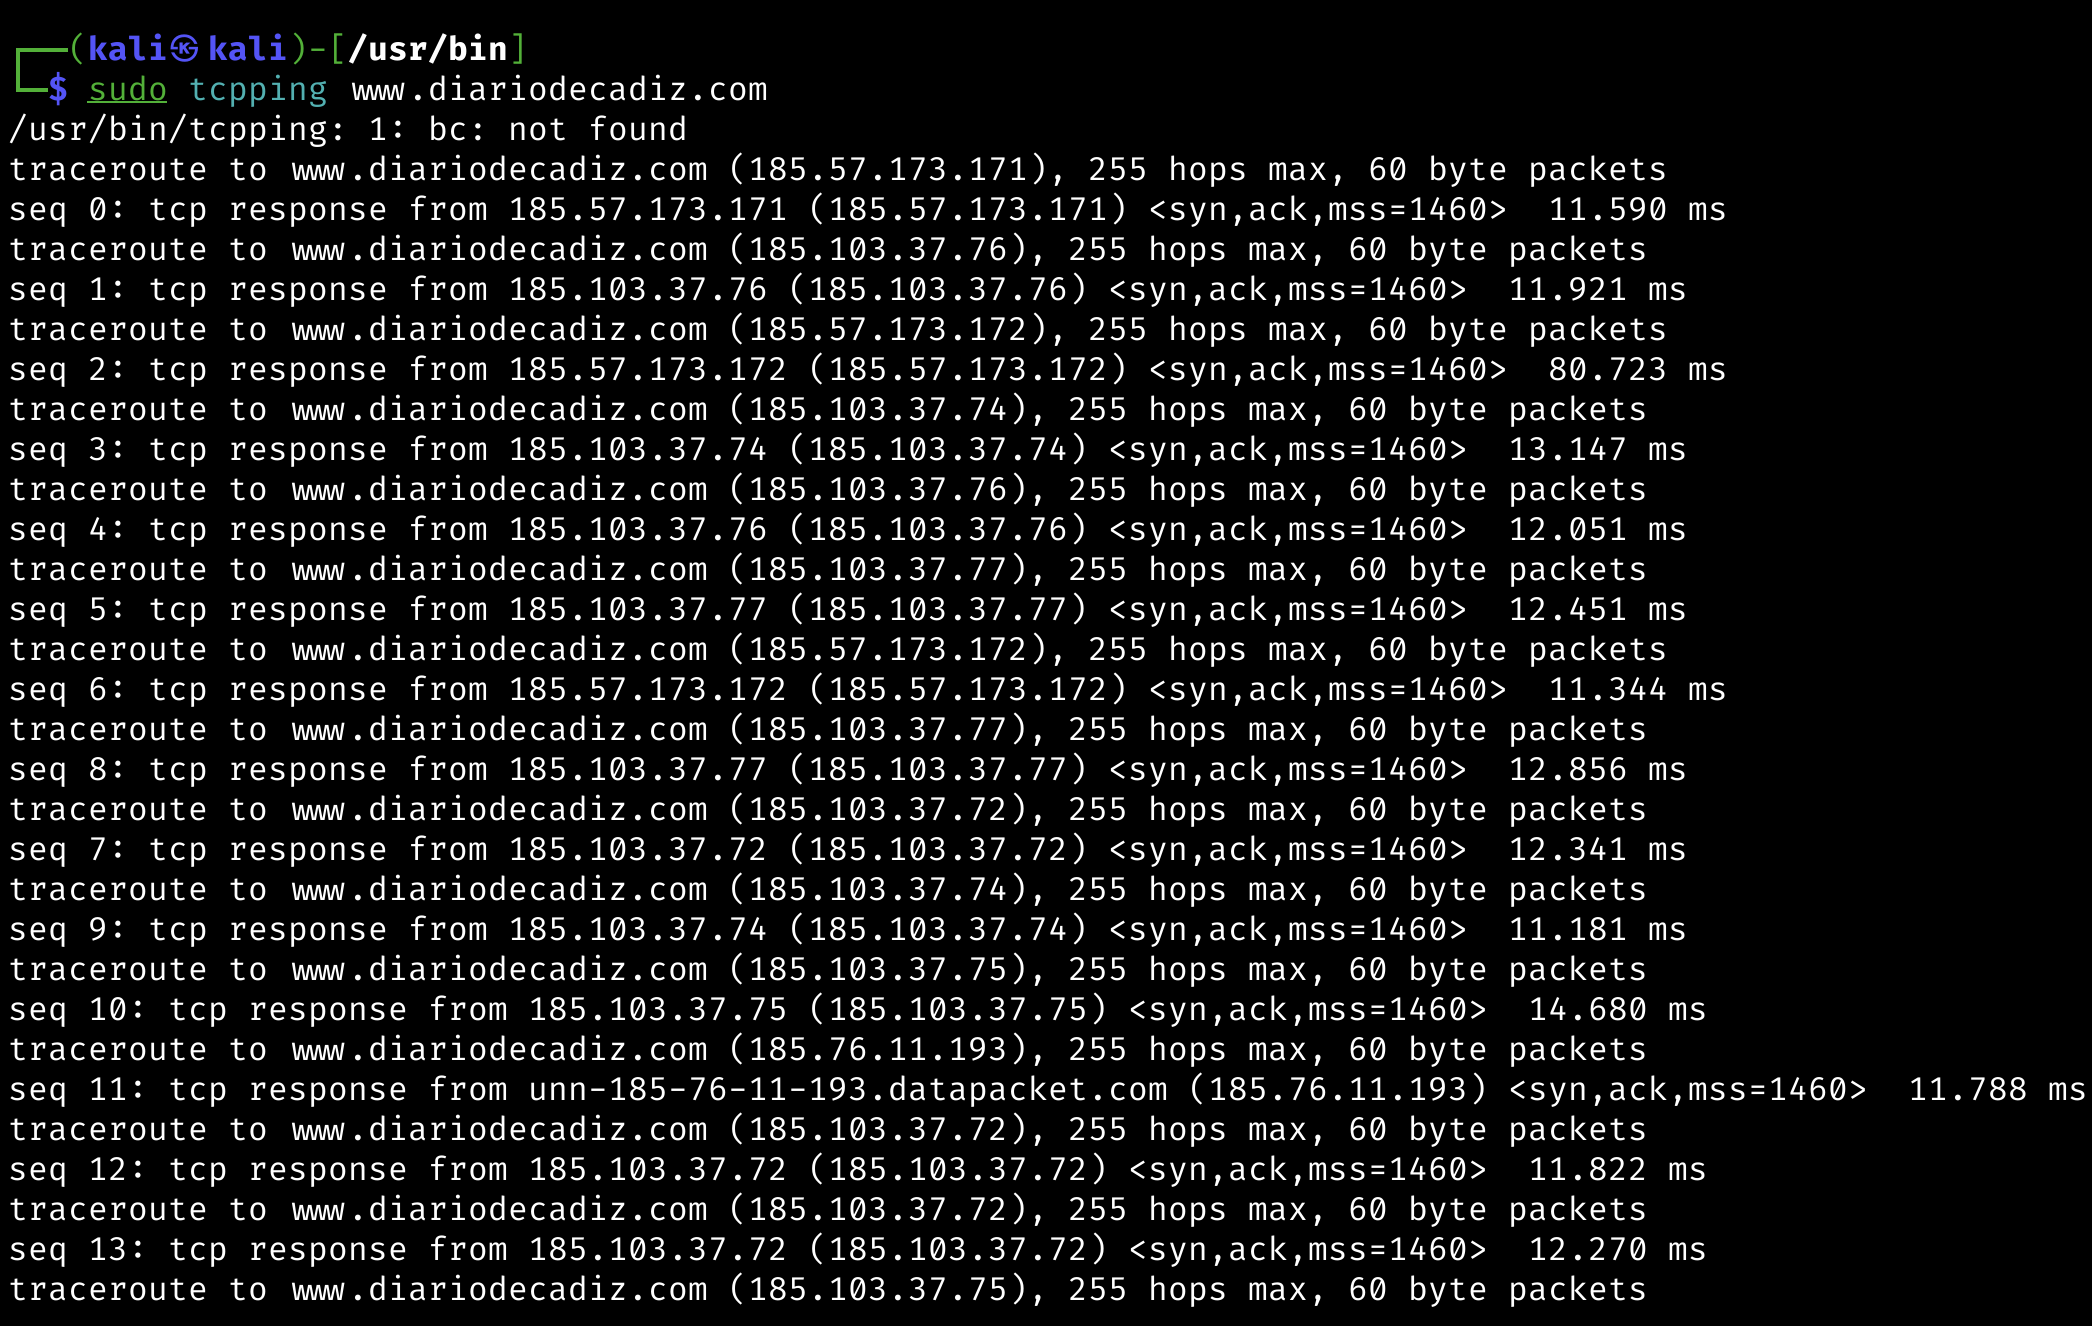 ┌──(kali㉿kali)-[/usr/bin]
└─$ sudo tcpping www.diariodecadiz.com
/usr/bin/tcpping: 1: bc: not found
traceroute to www.diariodecadiz.com (185.57.173.171), 255 hops max, 60 byte packets
seq 0: tcp response from 185.57.173.171 (185.57.173.171) <syn,ack,mss=1460>  11.590 ms
traceroute to www.diariodecadiz.com (185.103.37.76), 255 hops max, 60 byte packets
seq 1: tcp response from 185.103.37.76 (185.103.37.76) <syn,ack,mss=1460>  11.921 ms
traceroute to www.diariodecadiz.com (185.57.173.172), 255 hops max, 60 byte packets
seq 2: tcp response from 185.57.173.172 (185.57.173.172) <syn,ack,mss=1460>  80.723 ms
traceroute to www.diariodecadiz.com (185.103.37.74), 255 hops max, 60 byte packets
seq 3: tcp response from 185.103.37.74 (185.103.37.74) <syn,ack,mss=1460>  13.147 ms
traceroute to www.diariodecadiz.com (185.103.37.76), 255 hops max, 60 byte packets
seq 4: tcp response from 185.103.37.76 (185.103.37.76) <syn,ack,mss=1460>  12.051 ms
traceroute to www.diariodecadiz.com (185.103.37.77), 255 hops max, 60 byte packets
seq 5: tcp response from 185.103.37.77 (185.103.37.77) <syn,ack,mss=1460>  12.451 ms
traceroute to www.diariodecadiz.com (185.57.173.172), 255 hops max, 60 byte packets
seq 6: tcp response from 185.57.173.172 (185.57.173.172) <syn,ack,mss=1460>  11.344 ms
traceroute to www.diariodecadiz.com (185.103.37.77), 255 hops max, 60 byte packets
seq 8: tcp response from 185.103.37.77 (185.103.37.77) <syn,ack,mss=1460>  12.856 ms
traceroute to www.diariodecadiz.com (185.103.37.72), 255 hops max, 60 byte packets
seq 7: tcp response from 185.103.37.72 (185.103.37.72) <syn,ack,mss=1460>  12.341 ms
traceroute to www.diariodecadiz.com (185.103.37.74), 255 hops max, 60 byte packets
seq 9: tcp response from 185.103.37.74 (185.103.37.74) <syn,ack,mss=1460>  11.181 ms
traceroute to www.diariodecadiz.com (185.103.37.75), 255 hops max, 60 byte packets
seq 10: tcp response from 185.103.37.75 (185.103.37.75) <syn,ack,mss=1460>  14.680 ms
traceroute to www.diariodecadiz.com (185.76.11.193), 255 hops max, 60 byte packets
seq 11: tcp response from unn-185-76-11-193.datapacket.com (185.76.11.193) <syn,ack,mss=1460>  11.788 ms
traceroute to www.diariodecadiz.com (185.103.37.72), 255 hops max, 60 byte packets
seq 12: tcp response from 185.103.37.72 (185.103.37.72) <syn,ack,mss=1460>  11.822 ms
traceroute to www.diariodecadiz.com (185.103.37.72), 255 hops max, 60 byte packets
seq 13: tcp response from 185.103.37.72 (185.103.37.72) <syn,ack,mss=1460>  12.270 ms
traceroute to www.diariodecadiz.com (185.103.37.75), 255 hops max, 60 byte packets